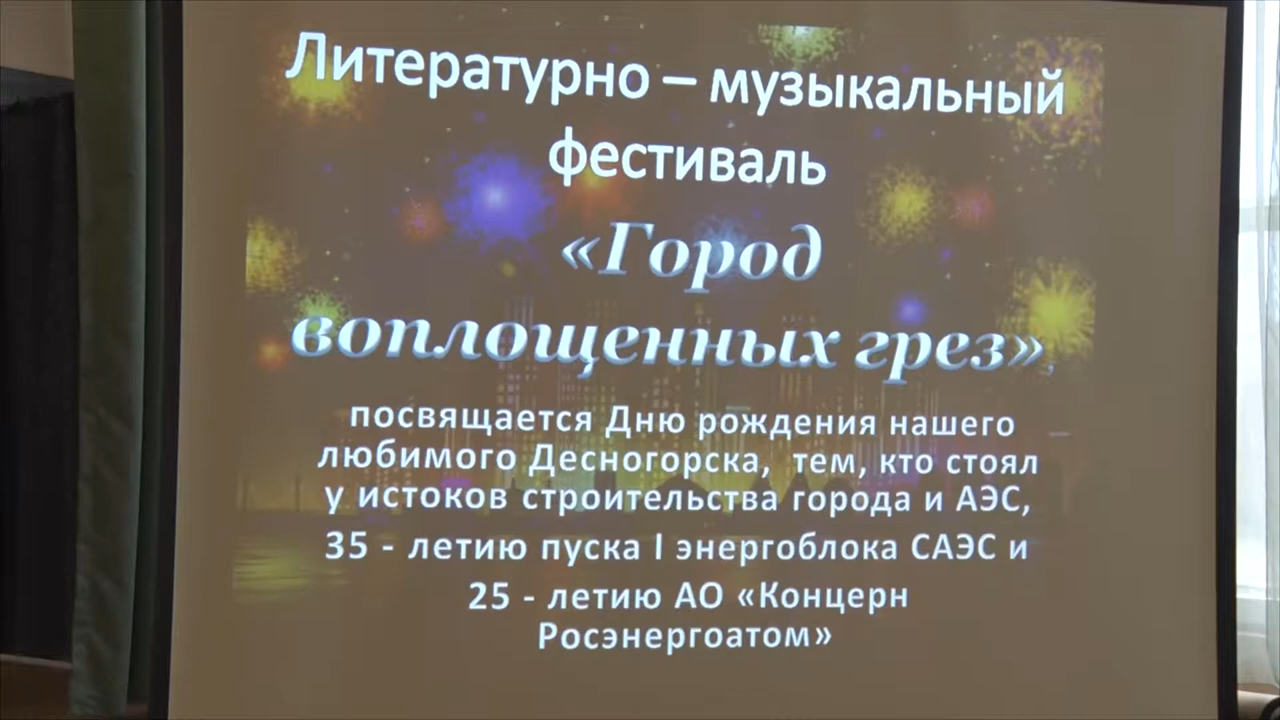 Литературно – музыкальный
фестиваль
«Город
воплощенных грез»,
посвящается Дню рождения нашего
любимого Десногорска, тем, кто стоял
у истоков строительства города и АЭС,
35 - летию пуска I энергоблока САЭС и
25 - летию АО «Концерн
Росэнергоатом»